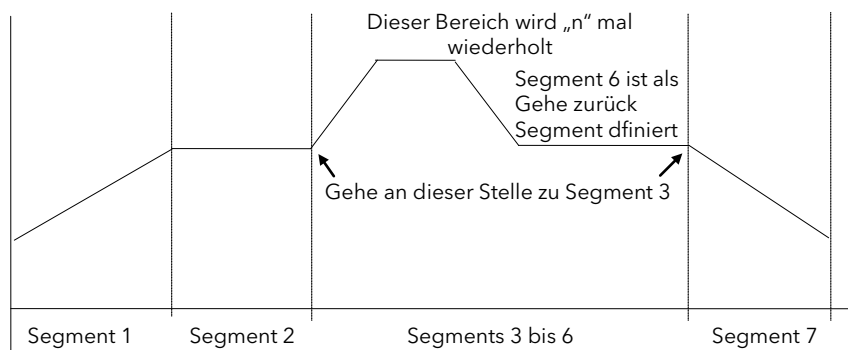 Dieser Bereich wird „n“ mal
wiederholt
Segment 6 ist als
Gehe zurück
Segment dfiniert
Gehe an dieser Stelle zu Segment 3
Segment 1
Segment 2
Segments 3 bis 6
Segment 7